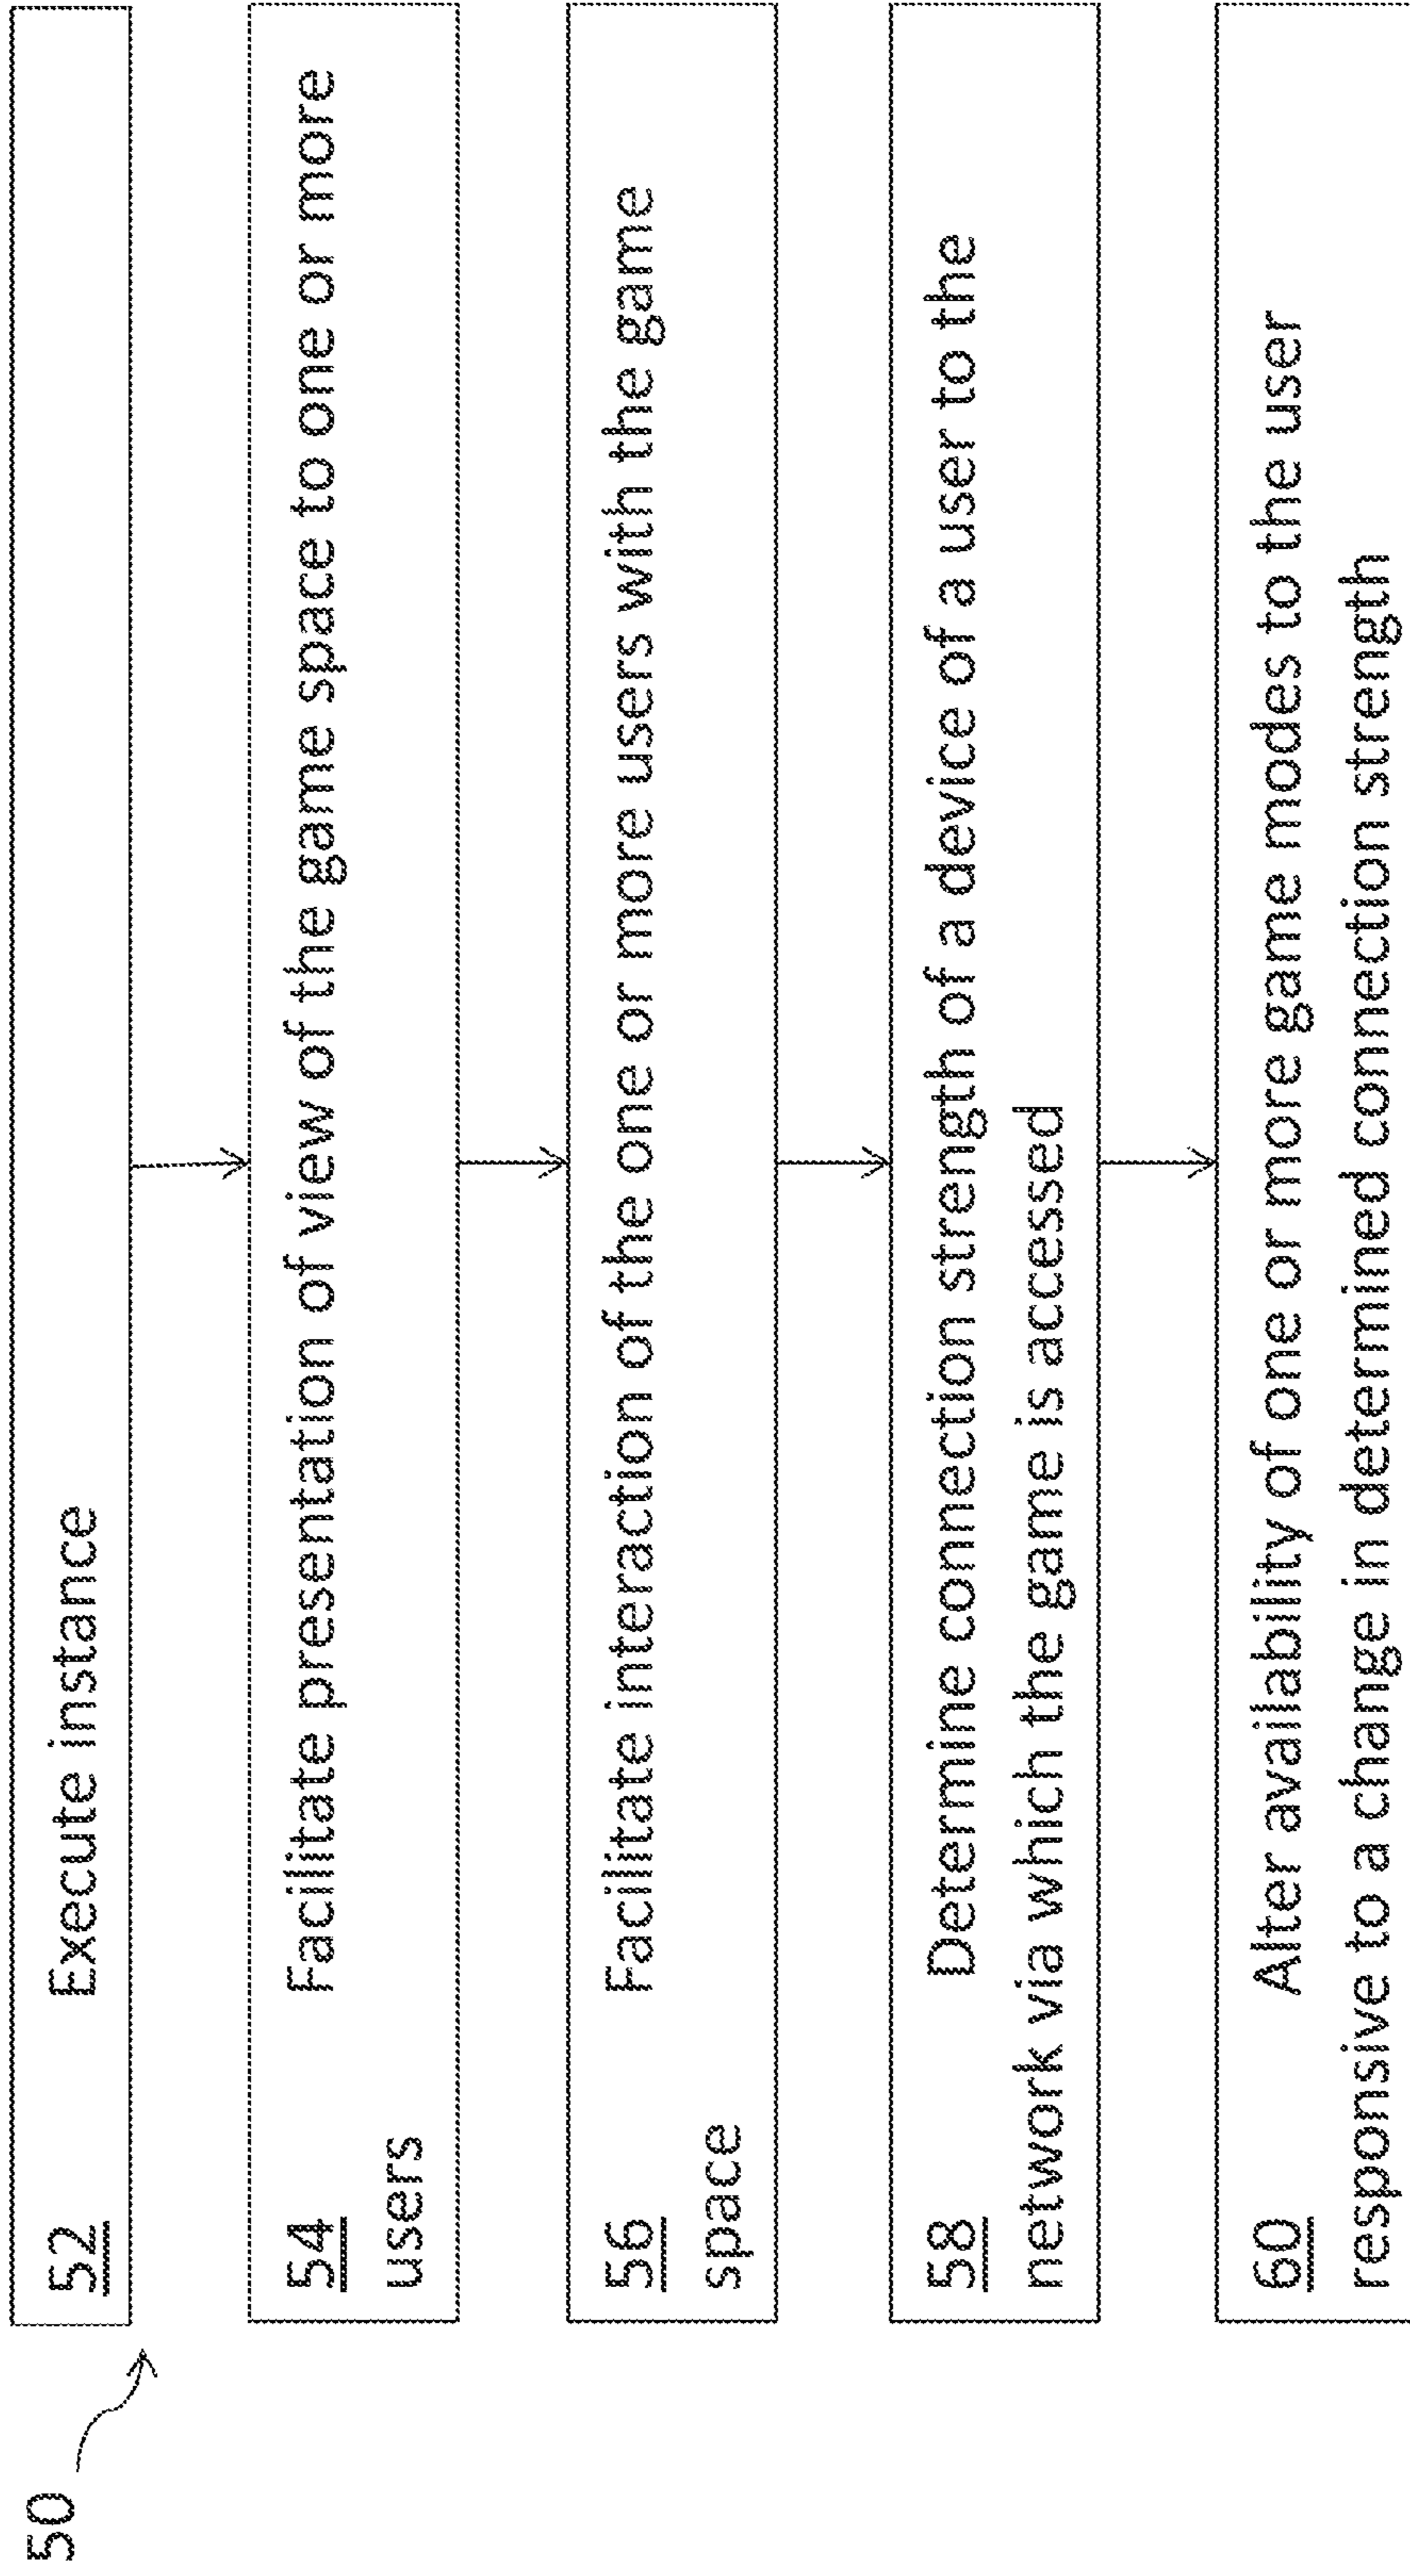 50
52 Execute instance
54 Facilitate presentation of view of the game space to one or more
users
56 Facilitate interaction of the one or more users with the game
space
58 Determine connection strength of a device of a user to the
network via which the game is accessed
60 Alter availability of one or more game modes to the user
responsive to a change in determined connection strength